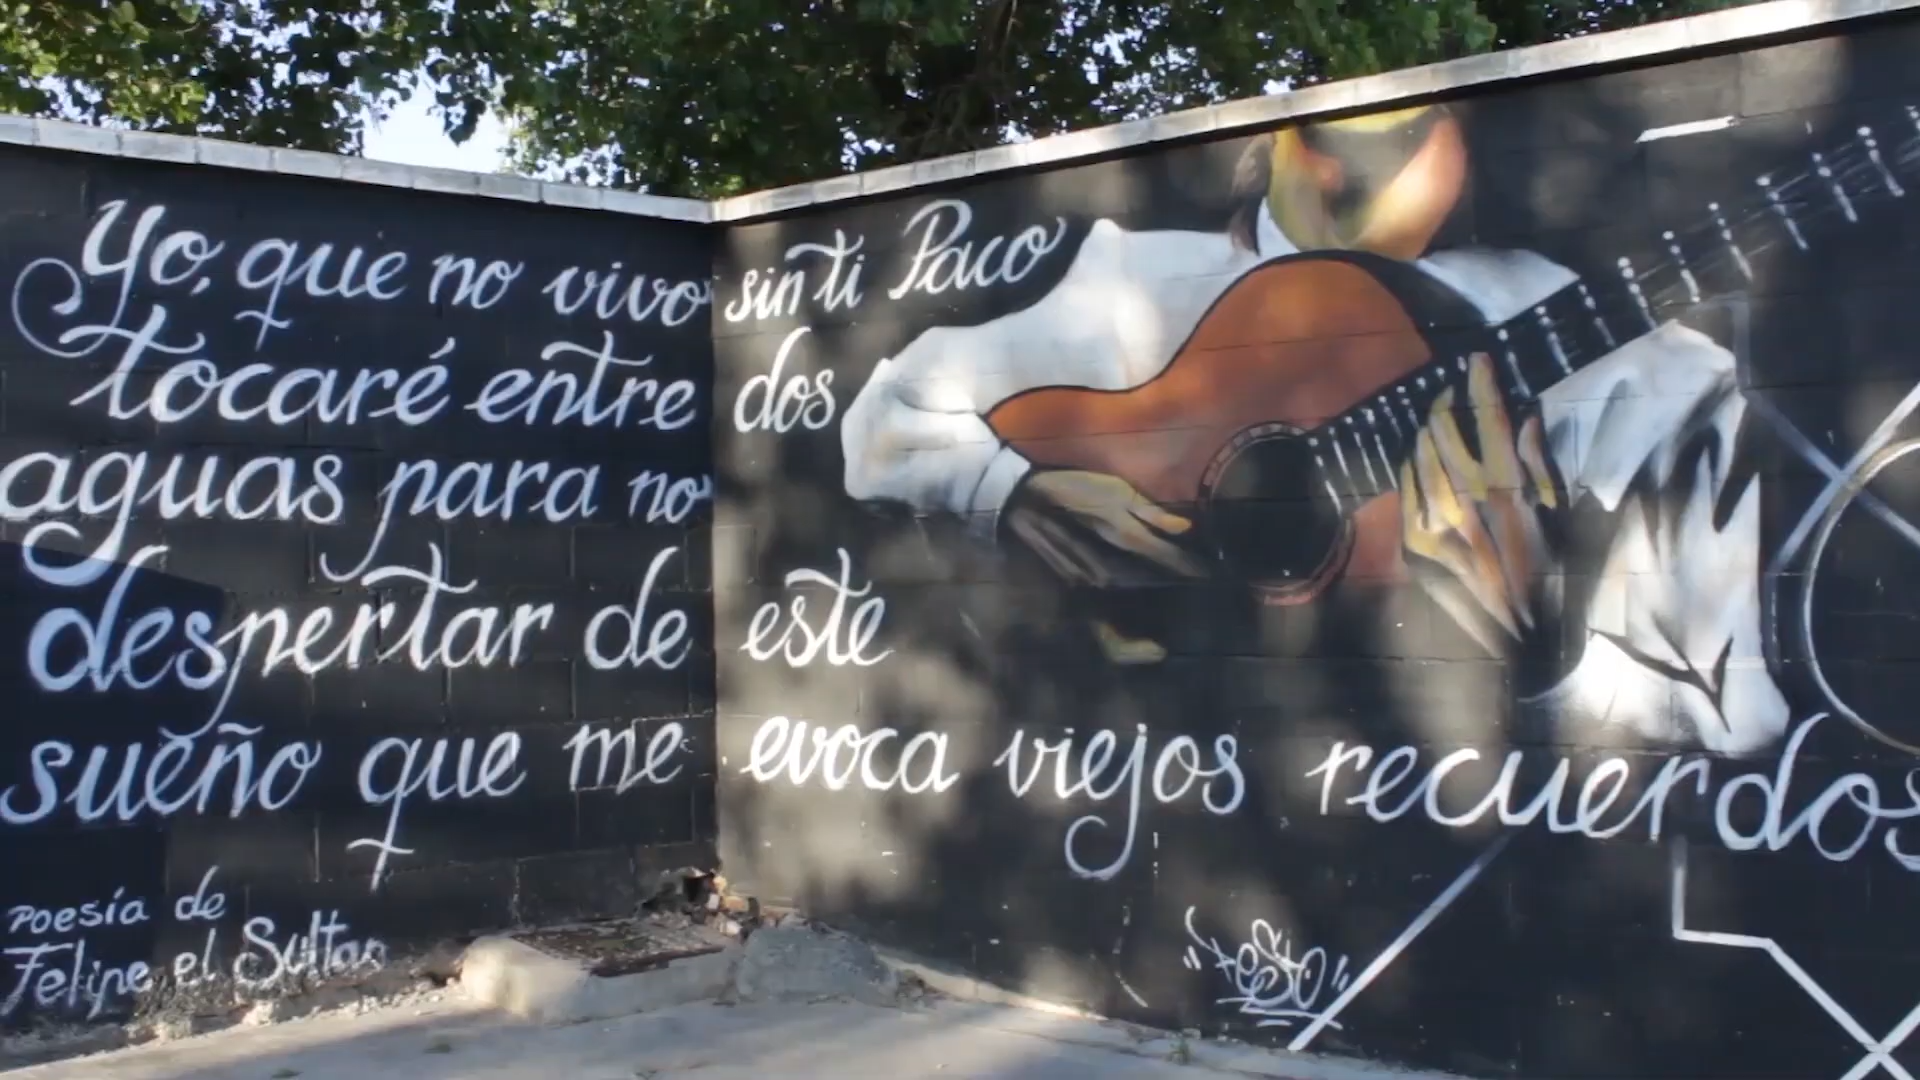 Yo, que no vivo sin ti Paco
tocaré entre dos
aguas para no
despertar de este
sueño que me evoca viejos recuerdos
Poesía de
Felipe el Sultan